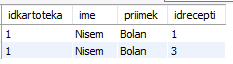 idkartoteka ime priimek idrecepti
1 Nisem Bolan 1
1 Nisem Bolan 3